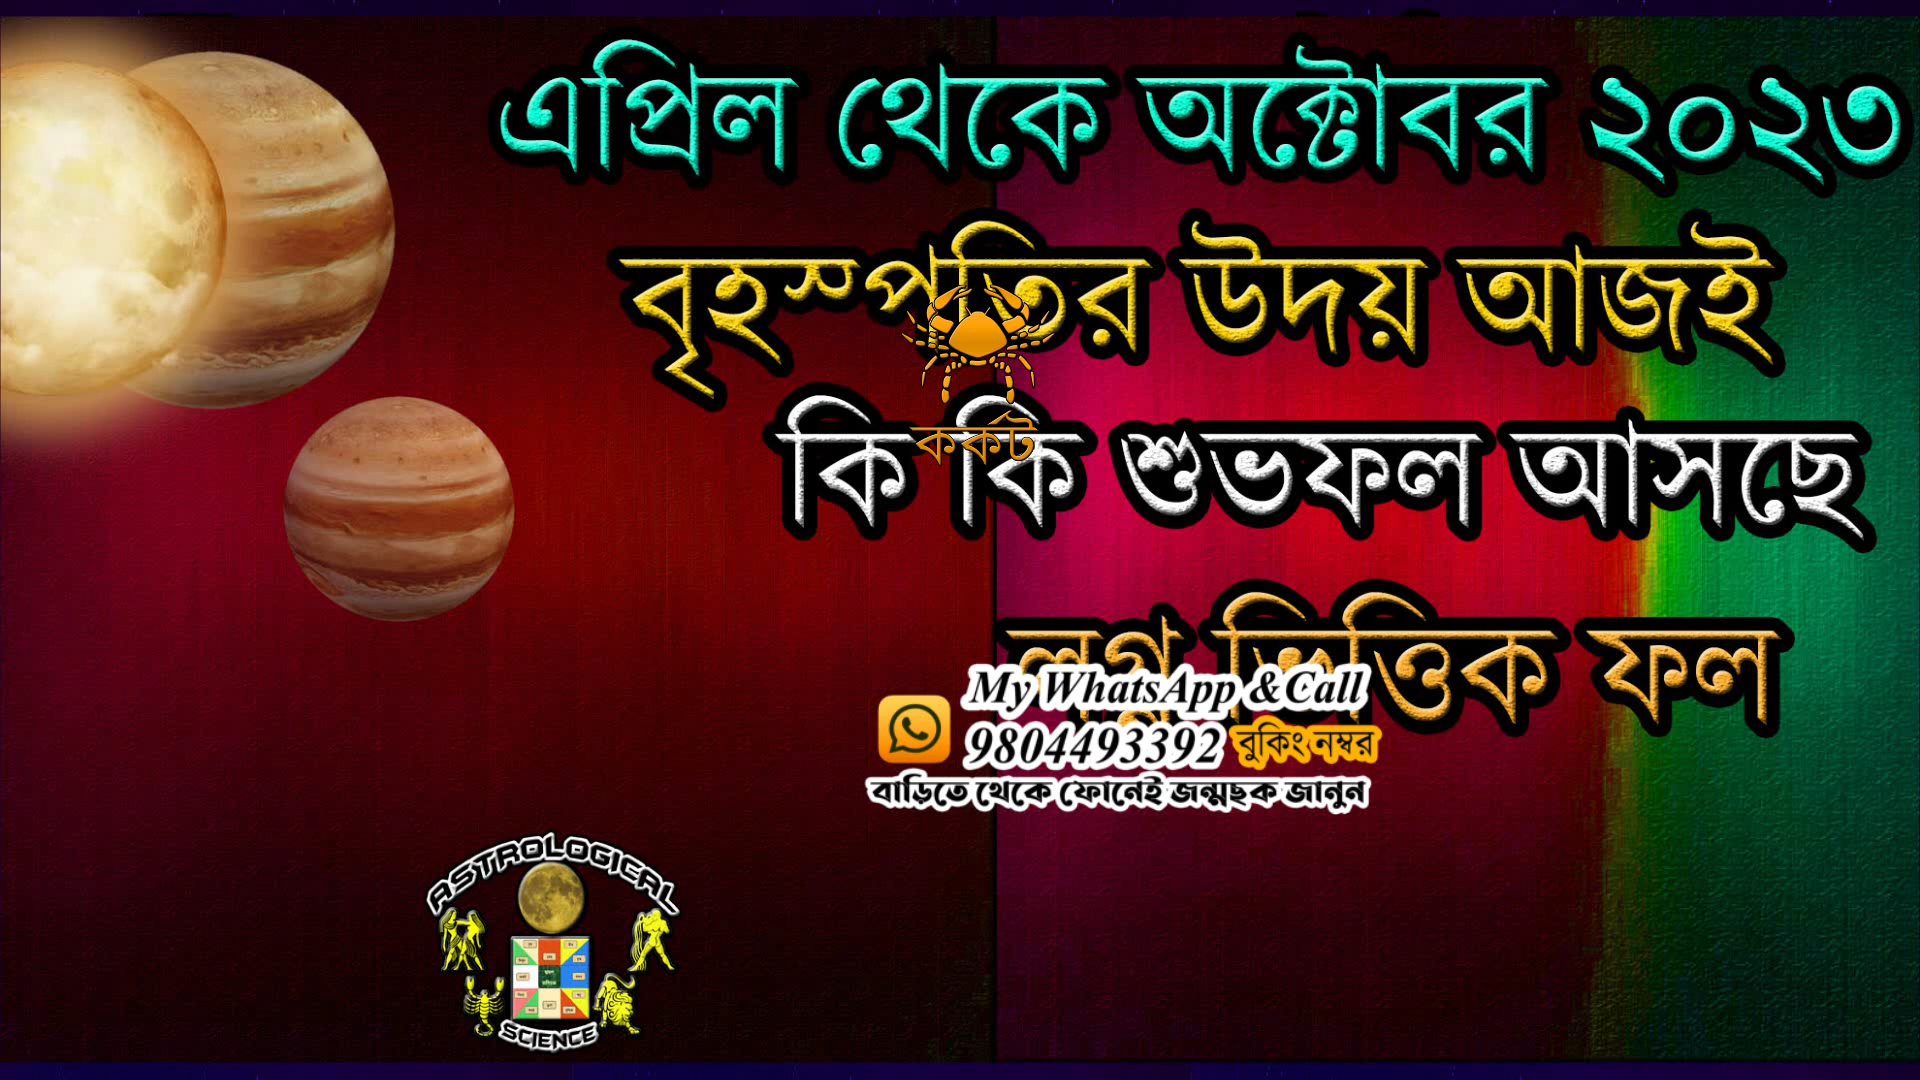 এপ্রিল থেকে অক্টোবর ২০২৩
বৃহস্পতির উদয় আজই
কি কি শুভফল আসছে
কর্কট
লগ্ন ভিত্তিক ফল
My WhatsApp &Call
9804493392 বুকিং নম্বর
বাড়িতে থেকে ফোনেই জন্মছক জানুন
ASTROLOGICAL
SCIENCE